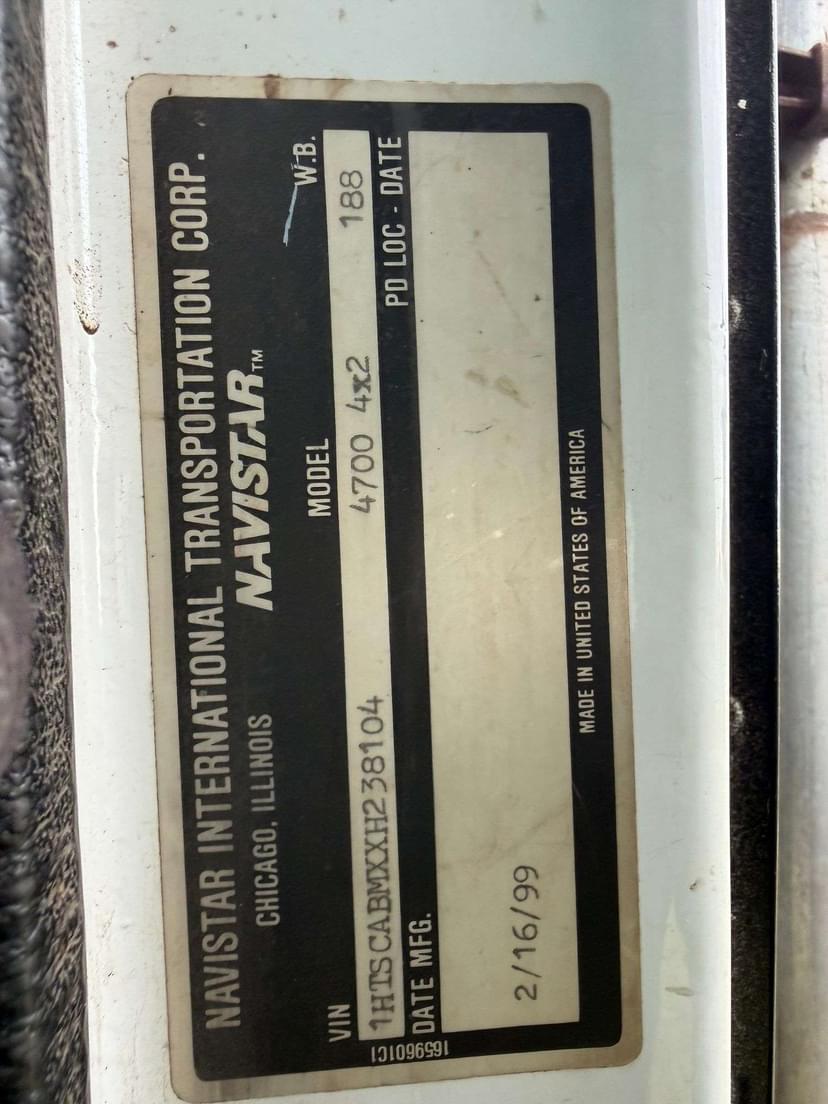 NAVISTAR INTERNATIONAL TRANSPORTATION CORP.
CHICAGO, ILLINOIS NAVISTAR™
VIN MODEL W.B.
1HTSCABMXXH238104 4700 4x2 188
DATE MFG. PD LOC - DATE
2/16/99
MADE IN UNITED STATES OF AMERICA
1659601C1